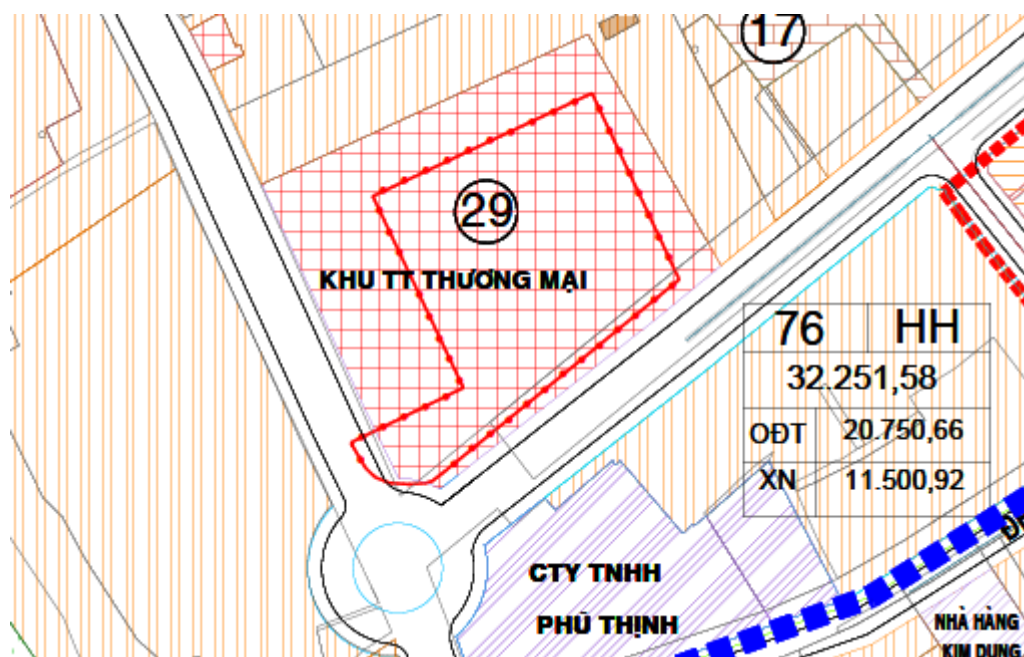 17
29
KHU TT THƯƠNG MẠI
76 HH
32.251,58
OĐT 20.750,66
XN 11.500,92
CTY TNHH
PHÚ THỊNH
NHÀ HÀNG
KIM DUNG